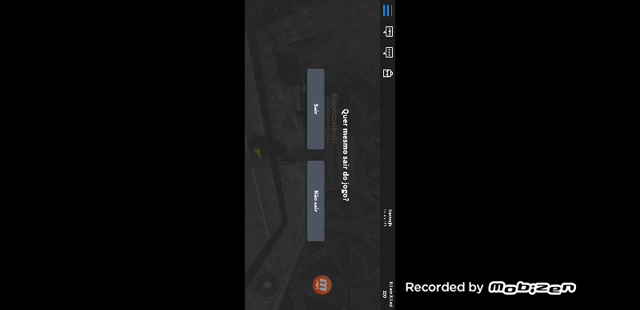 Quer mesmo sair do jogo?
Sair
Não sair
Recorded by Mobizen